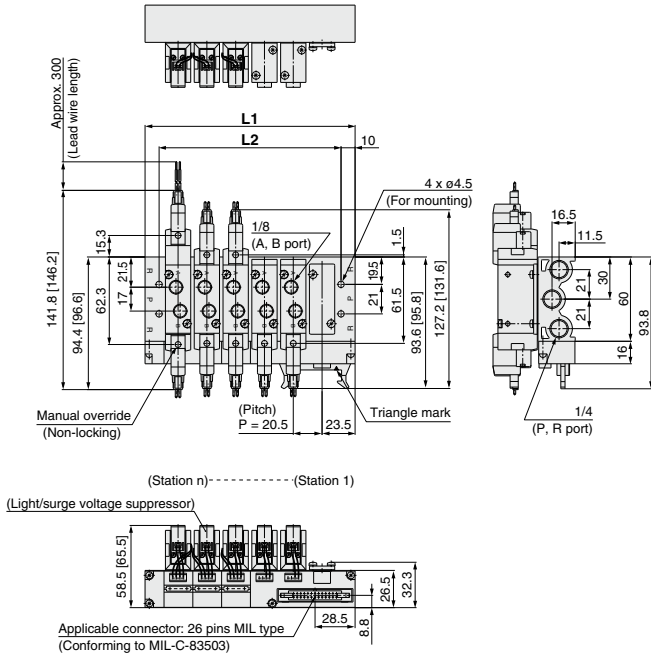 Approx. 300
(Lead wire length)
L1
L2
10
4 x ø4.5
(For mounting)
1/8
(A, B port)
15.3
21.5
17
62.3
141.8 [146.2]
94.4 [96.6]
1.5
19.5
21
61.5
93.6 [95.8]
127.2 [131.6]
R
P
R
R
P
R
16.5
11.5
21
21
30
60
16
93.8
Manual override
(Non-locking)
(Pitch)
P = 20.5
23.5
Triangle mark
1/4
(P, R port)
(Station n) (Station 1)
(Light/surge voltage suppressor)
58.5 [65.5]
28.5
8.8
26.5
32.3
Applicable connector: 26 pins MIL type
(Conforming to MIL-C-83503)